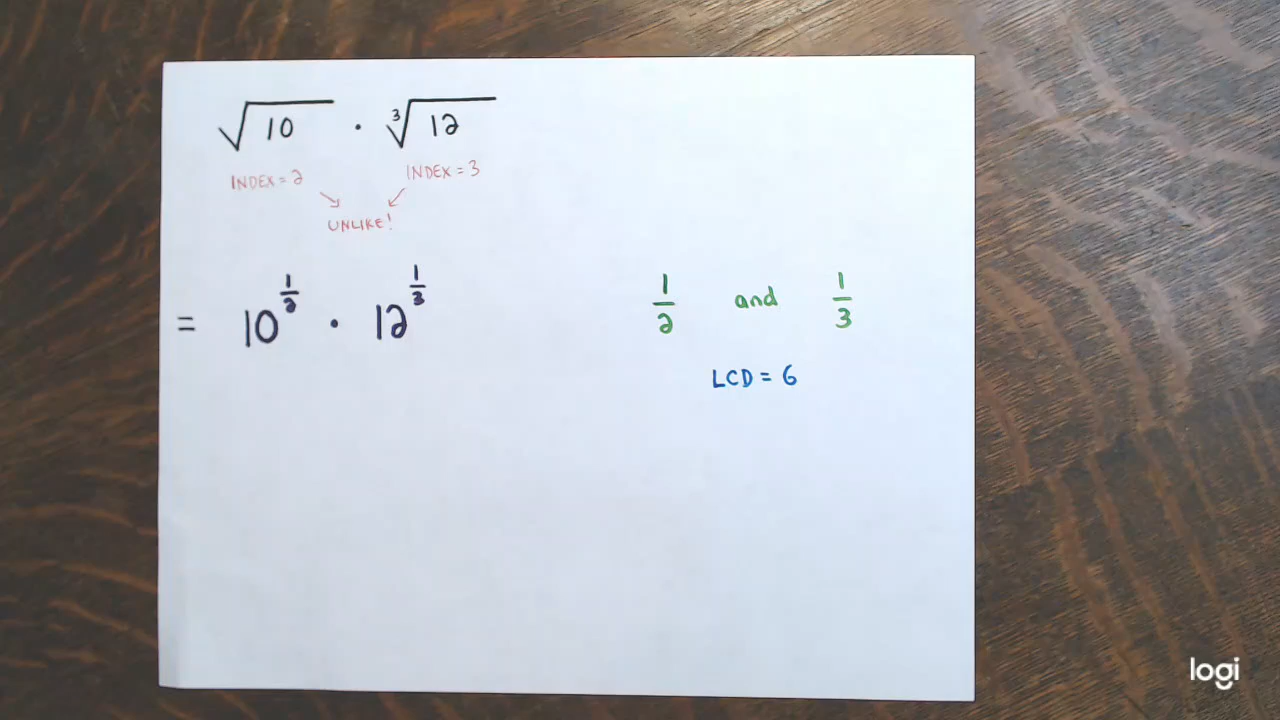 √10 · ³√12
INDEX = 2 INDEX = 3
UNLIKE!
= 10^(1/2) · 12^(1/3)
1/2 and 1/3
LCD = 6
logi